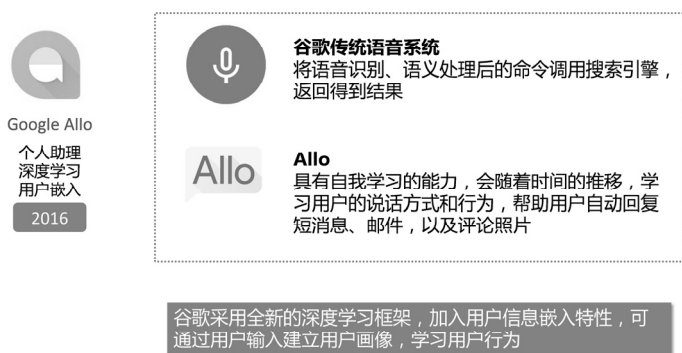 Google Allo
个人助理
深度学习
用户嵌入
2016
谷歌传统语音系统
将语音识别、语义处理后的命令调用搜索引擎，
返回得到结果
Allo
Allo
具有自我学习的能力，会随着时间的推移，学
习用户的说话方式和行为，帮助用户自动回复
短消息、邮件，以及评论照片
谷歌采用全新的深度学习框架，加入用户信息嵌入特性，可
通过用户输入建立用户画像，学习用户行为